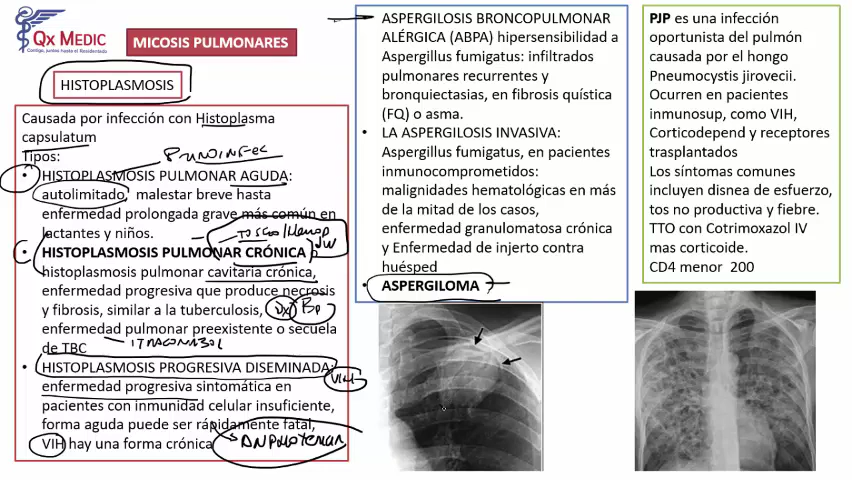 Qx MEDIC
Contigo, juntos hasta el Residentado
MICOSIS PULMONARES
HISTOPLASMOSIS
Causada por infección con Histoplasma
capsulatum
Tipos:
• HISTOPLASMOSIS PULMONAR AGUDA:
autolimitado, malestar breve hasta
enfermedad prolongada grave más común en
lactantes y niños.
• HISTOPLASMOSIS PULMONAR CRÓNICA o
histoplasmosis pulmonar cavitaria crónica,
enfermedad progresiva que produce necrosis
y fibrosis, similar a la tuberculosis,
Dx Bp
enfermedad pulmonar preexistente o secuela
de TBC
ITRACONAZOL
• HISTOPLASMOSIS PROGRESIVA DISEMINADA:
VIH
enfermedad progresiva sintomática en
pacientes con inmunidad celular insuficiente,
forma aguda puede ser rápidamente fatal,
VIH hay una forma crónica
ASPERGILOSIS BRONCOPULMONAR
ALÉRGICA (ABPA) hipersensibilidad a
Aspergillus fumigatus: infiltrados
pulmonares recurrentes y
bronquiectasias, en fibrosis quística
(FQ) o asma.
• LA ASPERGILOSIS INVASIVA:
Aspergillus fumigatus, en pacientes
inmunocomprometidos:
malignidades hematológicas en más
de la mitad de los casos,
enfermedad granulomatosa crónica
y Enfermedad de injerto contra
huésped
• ASPERGILOMA
PJP es una infección
oportunista del pulmón
causada por el hongo
Pneumocystis jirovecii.
Ocurren en pacientes
inmunosup, como VIH,
Corticodepend y receptores
trasplantados
Los síntomas comunes
incluyen disnea de esfuerzo,
tos no productiva y fiebre.
TTO con Cotrimoxazol IV
mas corticoide.
CD4 menor 200